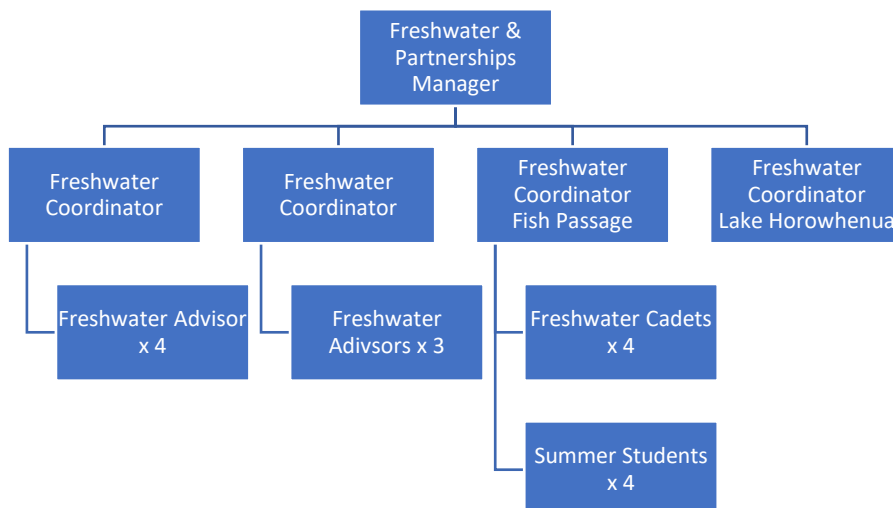 Freshwater &
Partnerships
Manager
Freshwater
Coordinator
Freshwater
Coordinator
Freshwater
Coordinator
Fish Passage
Freshwater
Coordinator
Lake Horowhenua
Freshwater Advisor
x 4
Freshwater
Adivsors x 3
Freshwater Cadets
x 4
Summer Students
x 4